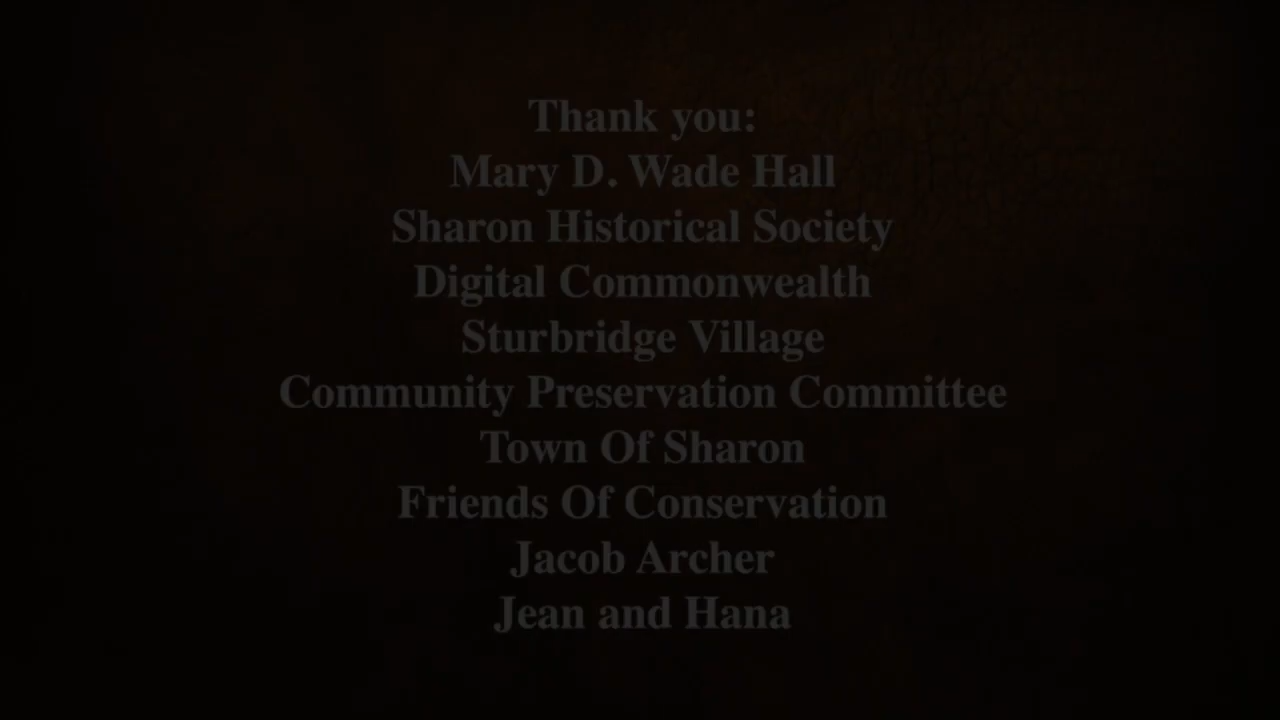 Thank you:
Mary D. Wade Hall
Sharon Historical Society
Digital Commonwealth
Sturbridge Village
Community Preservation Committee
Town Of Sharon
Friends Of Conservation
Jacob Archer
Jean and Hana